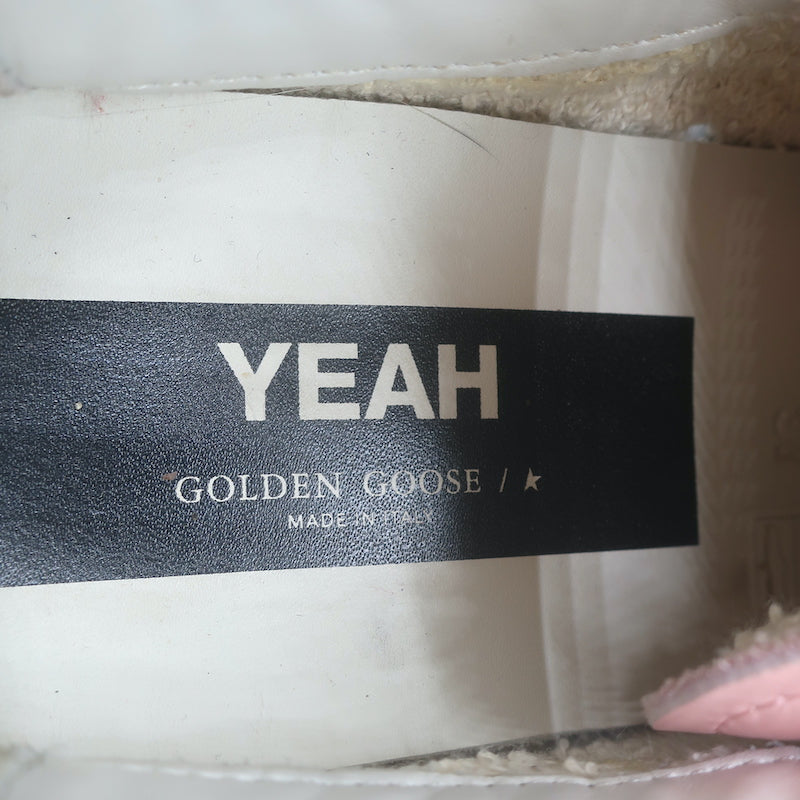 YEAH
GOLDEN GOOSE / ★
MADE IN ITALY